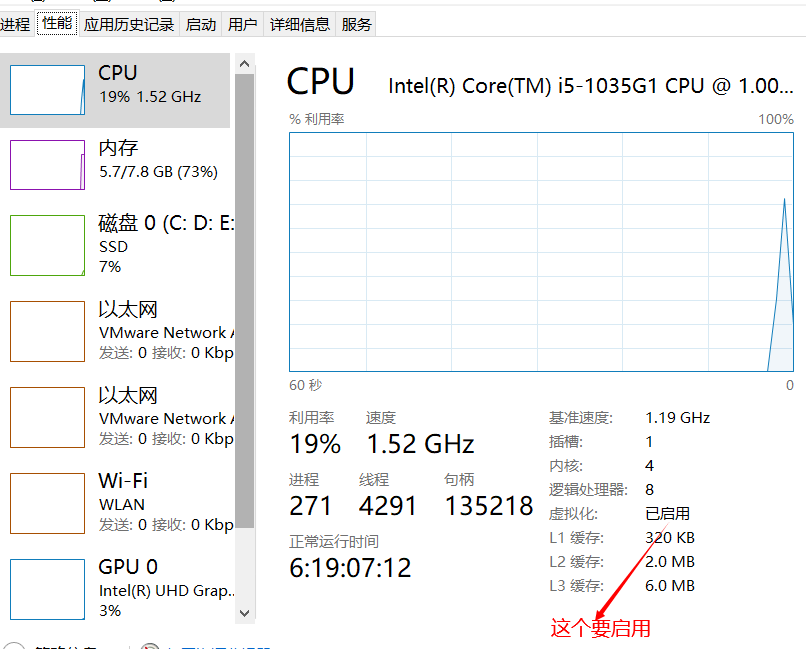 进程 性能 应用历史记录 启动 用户 详细信息 服务
CPU
19% 1.52 GHz
内存
5.7/7.8 GB (73%)
磁盘 0 (C: D: E:
SSD
7%
以太网
VMware Network A
发送: 0 接收: 0 Kbp
以太网
VMware Network A
发送: 0 接收: 0 Kbp
Wi-Fi
WLAN
发送: 0 接收: 0 Kbp
GPU 0
Intel(R) UHD Grap...
3%
CPU Intel(R) Core(TM) i5-1035G1 CPU @ 1.00...
% 利用率 100%
60 秒 0
利用率 速度
19% 1.52 GHz
进程 线程 句柄
271 4291 135218
正常运行时间
6:19:07:12
基准速度: 1.19 GHz
插槽: 1
内核: 4
逻辑处理器: 8
虚拟化: 已启用
L1 缓存: 320 KB
L2 缓存: 2.0 MB
L3 缓存: 6.0 MB
这个要启用